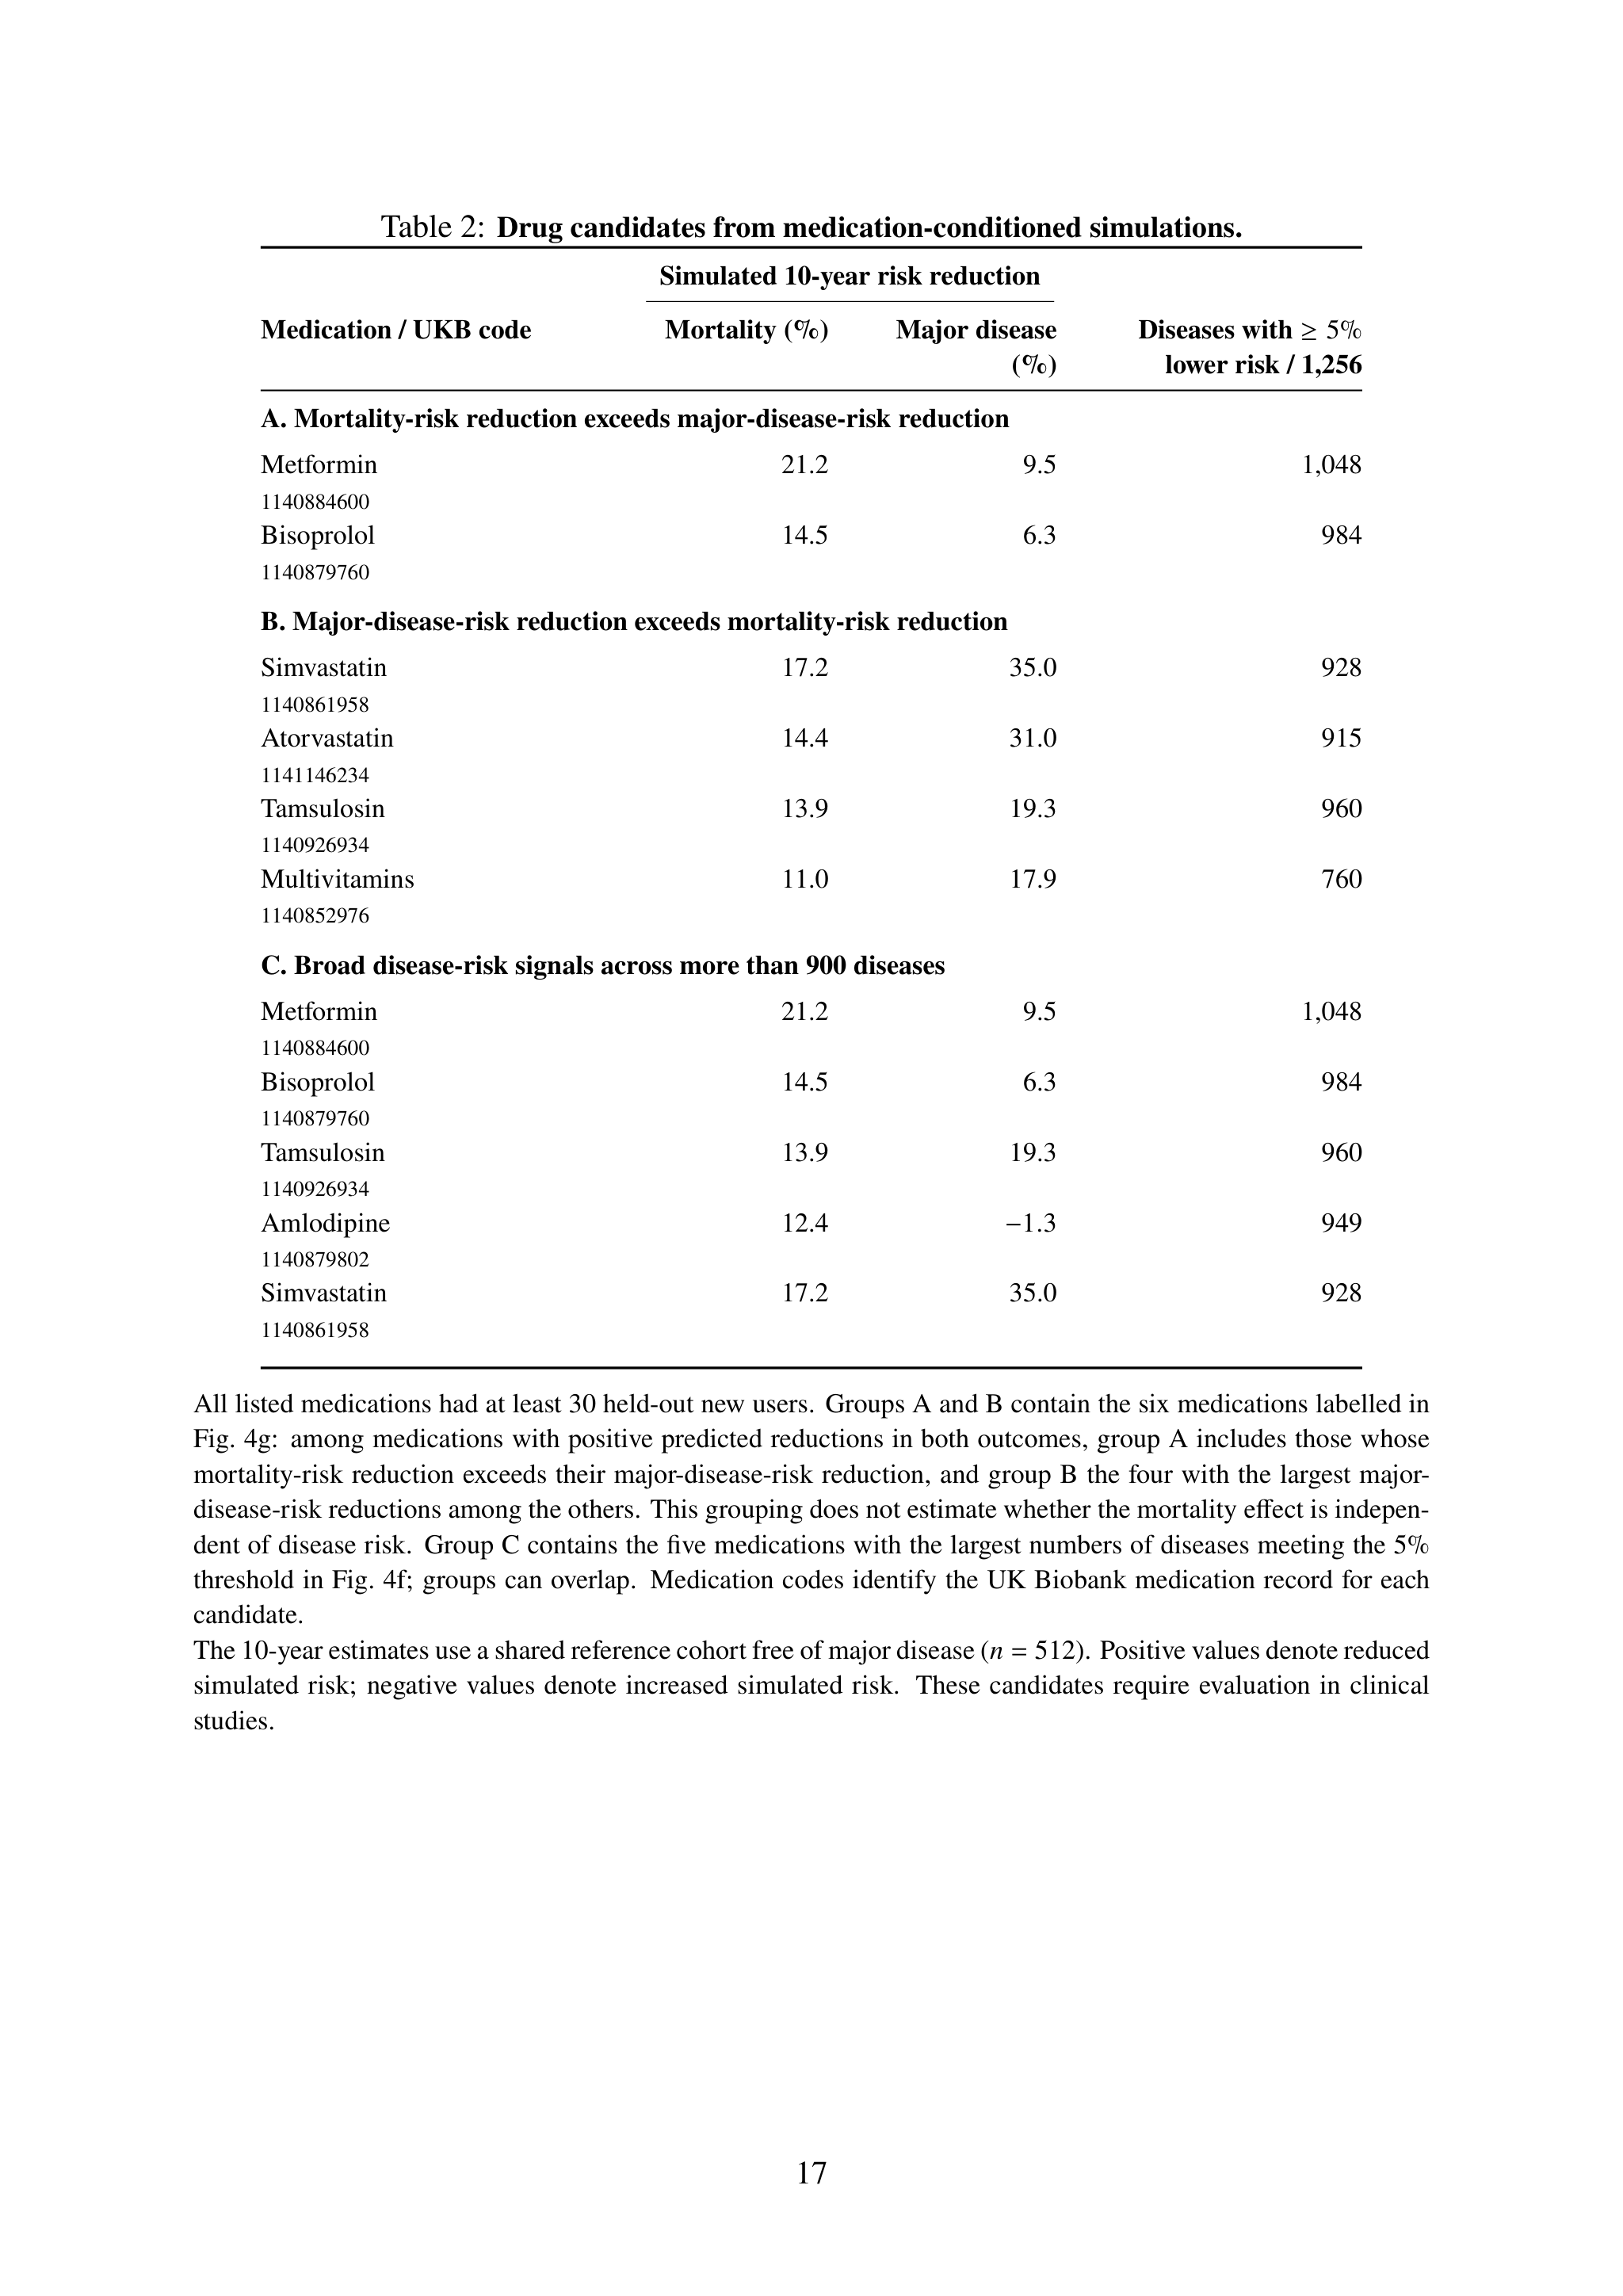 Table 2: Drug candidates from medication-conditioned simulations.
Simulated 10-year risk reduction
Medication / UKB code Mortality (%) Major disease (%) Diseases with ≥ 5% lower risk / 1,256
A. Mortality-risk reduction exceeds major-disease-risk reduction
Metformin 21.2 9.5 1,048
1140884600
Bisoprolol 14.5 6.3 984
1140879760
B. Major-disease-risk reduction exceeds mortality-risk reduction
Simvastatin 17.2 35.0 928
1140861958
Atorvastatin 14.4 31.0 915
1141146234
Tamsulosin 13.9 19.3 960
1140926934
Multivitamins 11.0 17.9 760
1140852976
C. Broad disease-risk signals across more than 900 diseases
Metformin 21.2 9.5 1,048
1140884600
Bisoprolol 14.5 6.3 984
1140879760
Tamsulosin 13.9 19.3 960
1140926934
Amlodipine 12.4 −1.3 949
1140879802
Simvastatin 17.2 35.0 928
1140861958
All listed medications had at least 30 held-out new users. Groups A and B contain the six medications labelled in
Fig. 4g: among medications with positive predicted reductions in both outcomes, group A includes those whose
mortality-risk reduction exceeds their major-disease-risk reduction, and group B the four with the largest major-
disease-risk reductions among the others. This grouping does not estimate whether the mortality effect is indepen-
dent of disease risk. Group C contains the five medications with the largest numbers of diseases meeting the 5%
threshold in Fig. 4f; groups can overlap. Medication codes identify the UK Biobank medication record for each
candidate.
The 10-year estimates use a shared reference cohort free of major disease (n = 512). Positive values denote reduced
simulated risk; negative values denote increased simulated risk. These candidates require evaluation in clinical
studies.
17